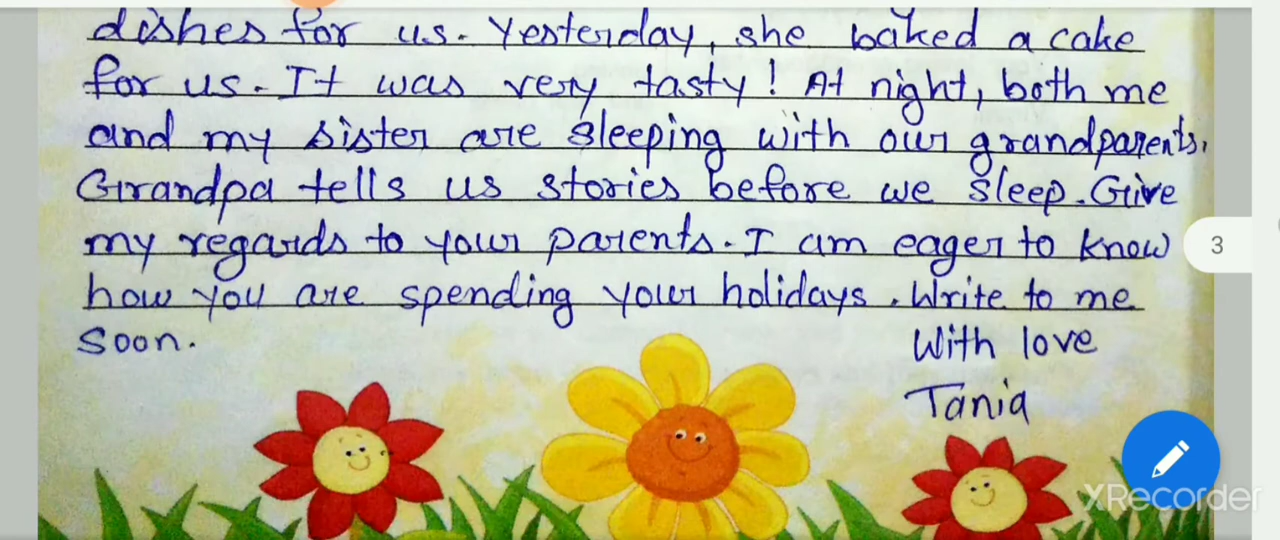 dishes for us. Yesterday, she baked a cake
for us. It was very tasty! At night, both me
and my sister are sleeping with our grandparents.
Grandpa tells us stories before we sleep. Give
my regards to your parents. I am eager to know
3
how you are spending your holidays. Write to me
soon.
With love
Tania
XRecorder